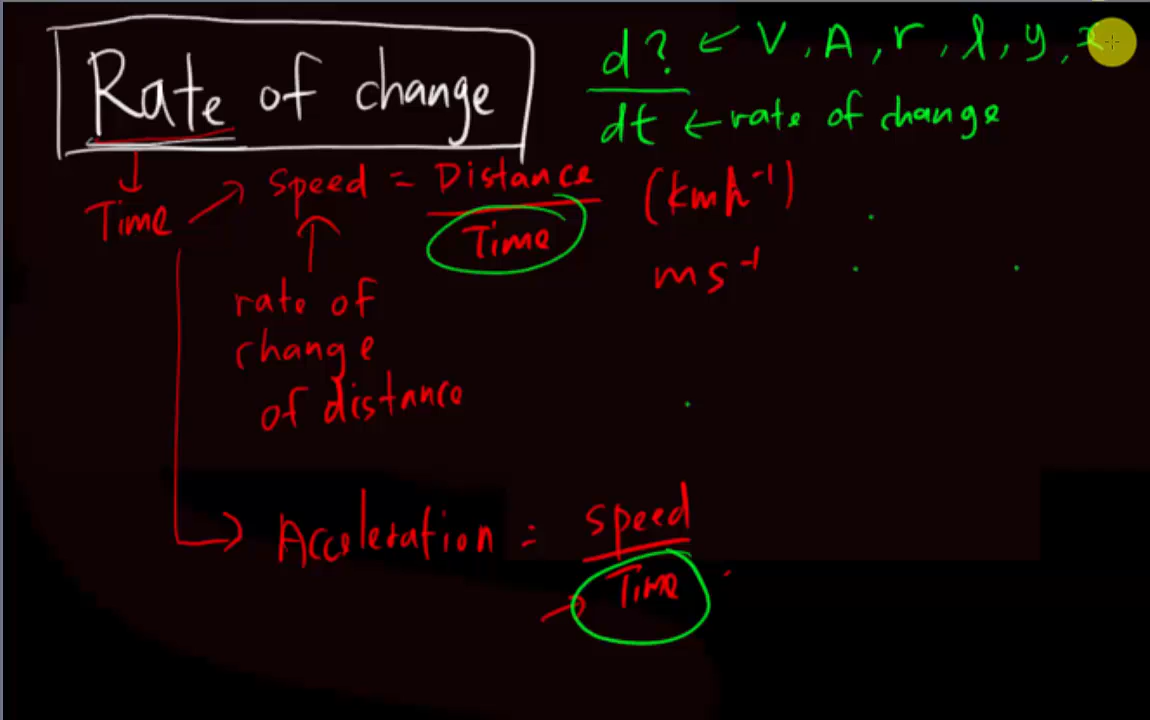 Rate of change
d? ← V, A, r, l, y, x
dt ← rate of change
Time
Speed = Distance
Time
(kmh⁻¹)
ms⁻¹
rate of
change
of distance
Acceleration = speed
Time